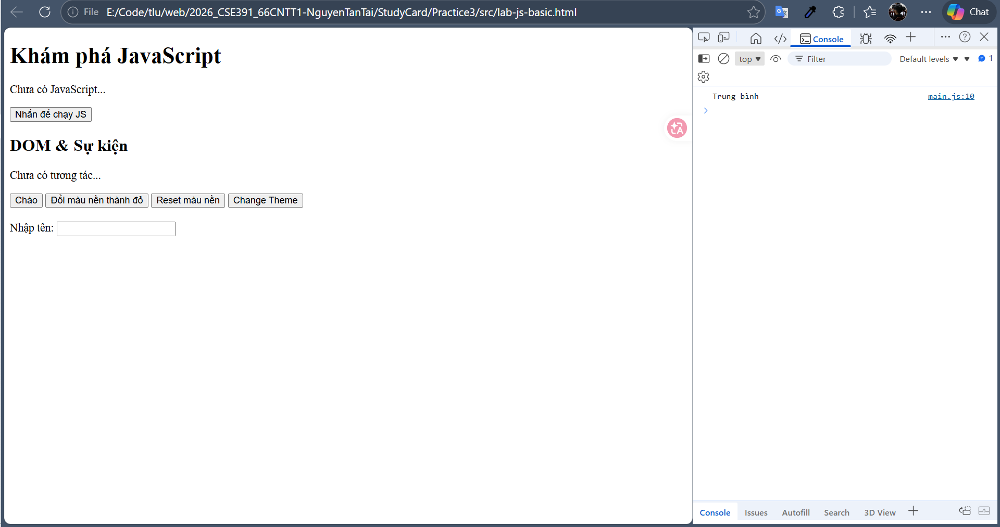 File E:/Code/tlu/web/2026_CSE391_66CNTT1-NguyenTanTai/StudyCard/Practice3/src/lab-js-basic.html Chat
Khám phá JavaScript
Chưa có JavaScript...
Nhấn để chạy JS
DOM & Sự kiện
Chưa có tương tác...
Chào Đổi màu nền thành đỏ Reset màu nền Change Theme
Nhập tên:
Console
top Filter Default levels 1
Trung bình main.js:10
Console Issues Autofill Search 3D View